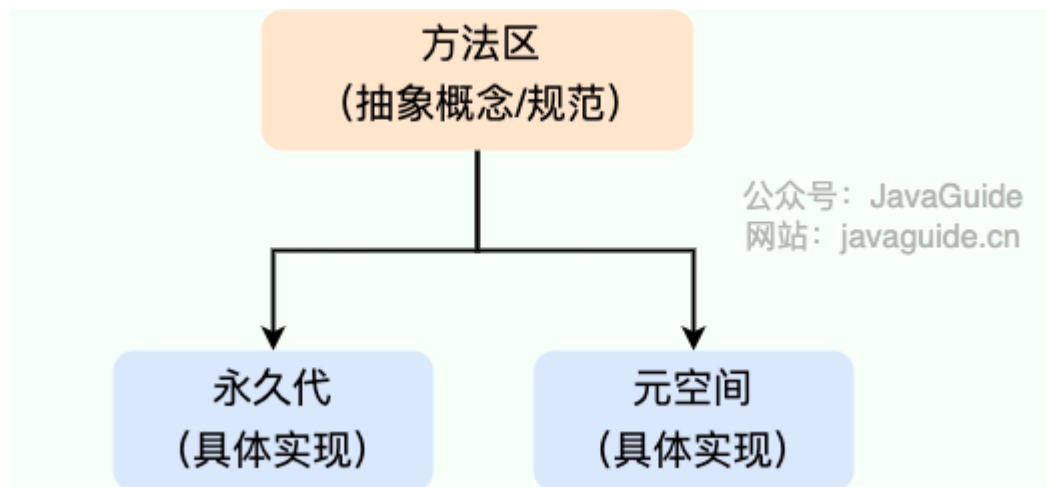 方法区
（抽象概念/规范）
公众号：JavaGuide
网站：javaguide.cn
永久代
（具体实现）
元空间
（具体实现）